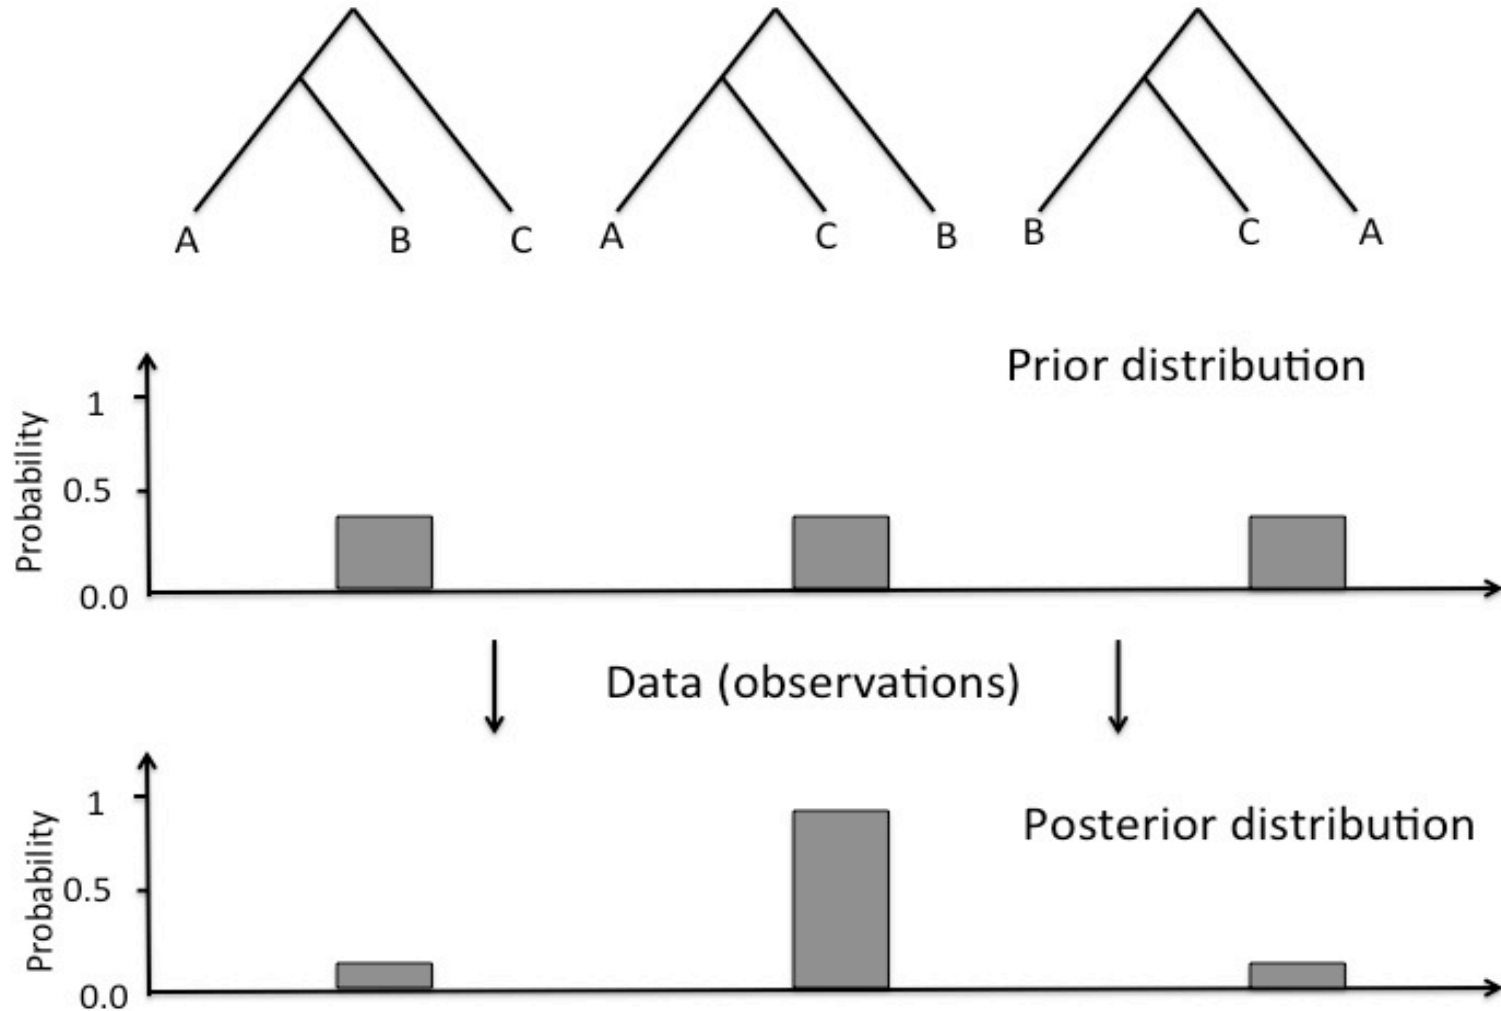 A B C A C B B C A
Prior distribution
Probability
1
0.5
0.0
Data (observations)
Posterior distribution
Probability
1
0.5
0.0